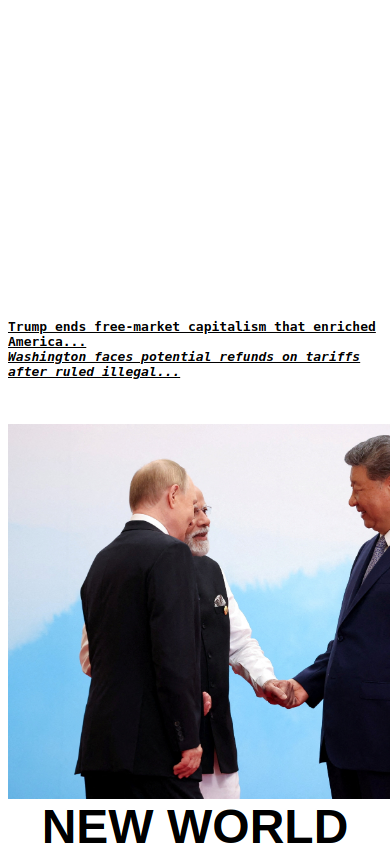 Trump ends free-market capitalism that enriched
America...
Washington faces potential refunds on tariffs
after ruled illegal...
NEW WORLD